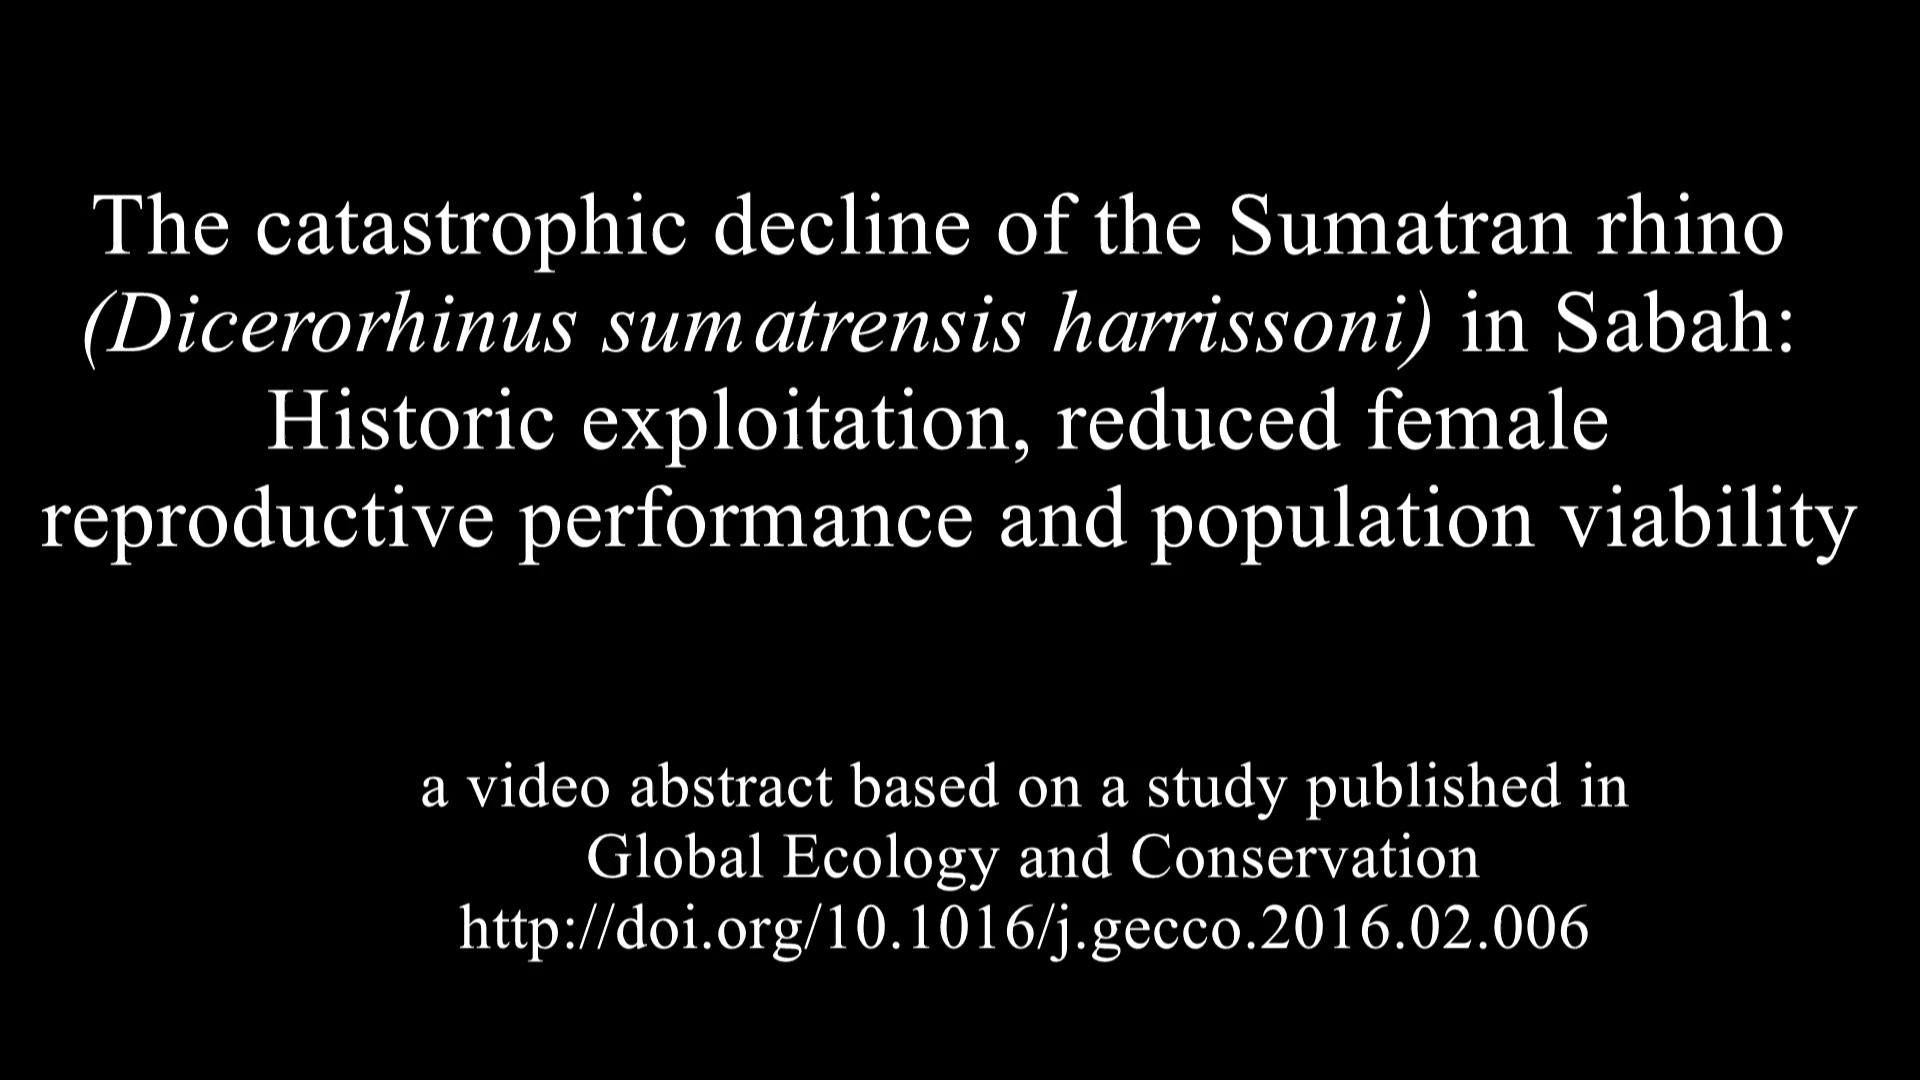 The catastrophic decline of the Sumatran rhino
(Dicerorhinus sumatrensis harrissoni) in Sabah:
Historic exploitation, reduced female
reproductive performance and population viability
a video abstract based on a study published in
Global Ecology and Conservation
http://doi.org/10.1016/j.gecco.2016.02.006